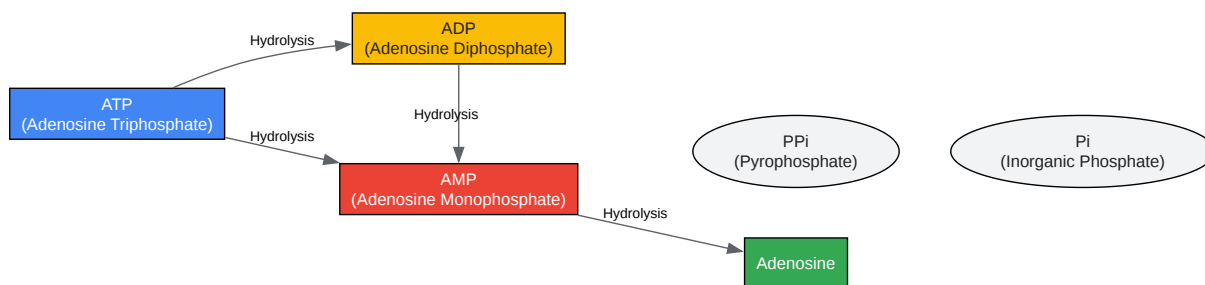 ADP
(Adenosine Diphosphate)
Hydrolysis
ATP
(Adenosine Triphosphate)
Hydrolysis
Hydrolysis
PPi
(Pyrophosphate)
Pi
(Inorganic Phosphate)
AMP
(Adenosine Monophosphate)
Hydrolysis
Adenosine